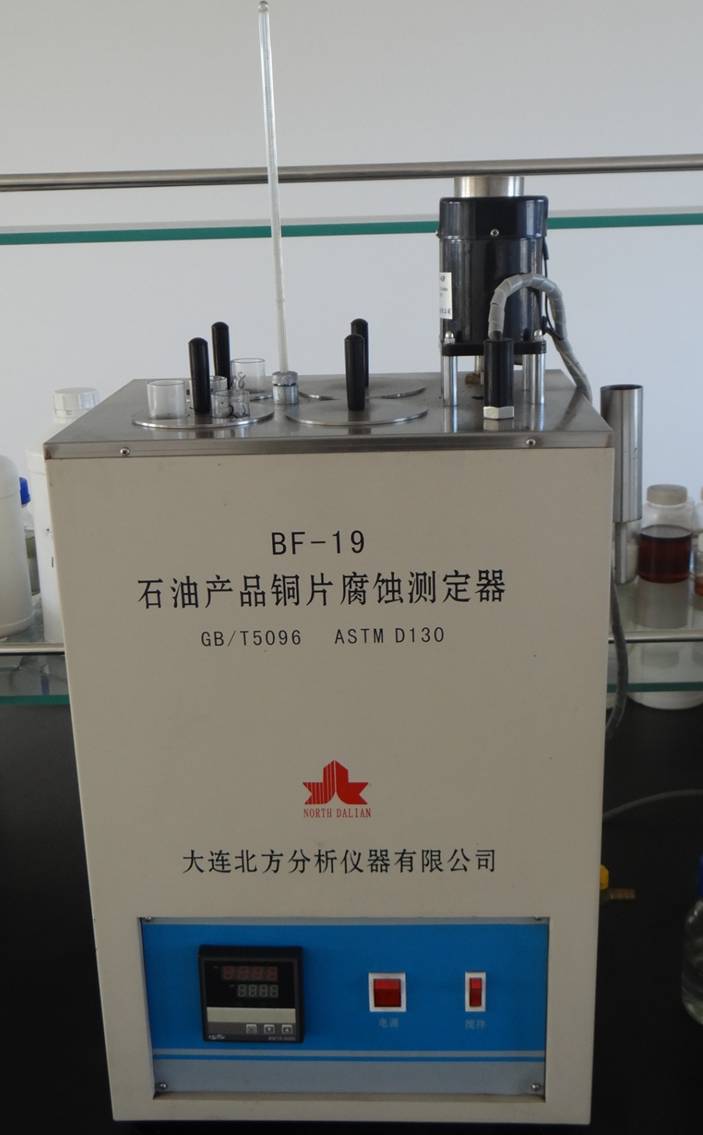 BF-19
石油产品铜片腐蚀测定器
GB/T5096 ASTM D130
NORTH DALIAN
大连北方分析仪器有限公司
电源
搅拌